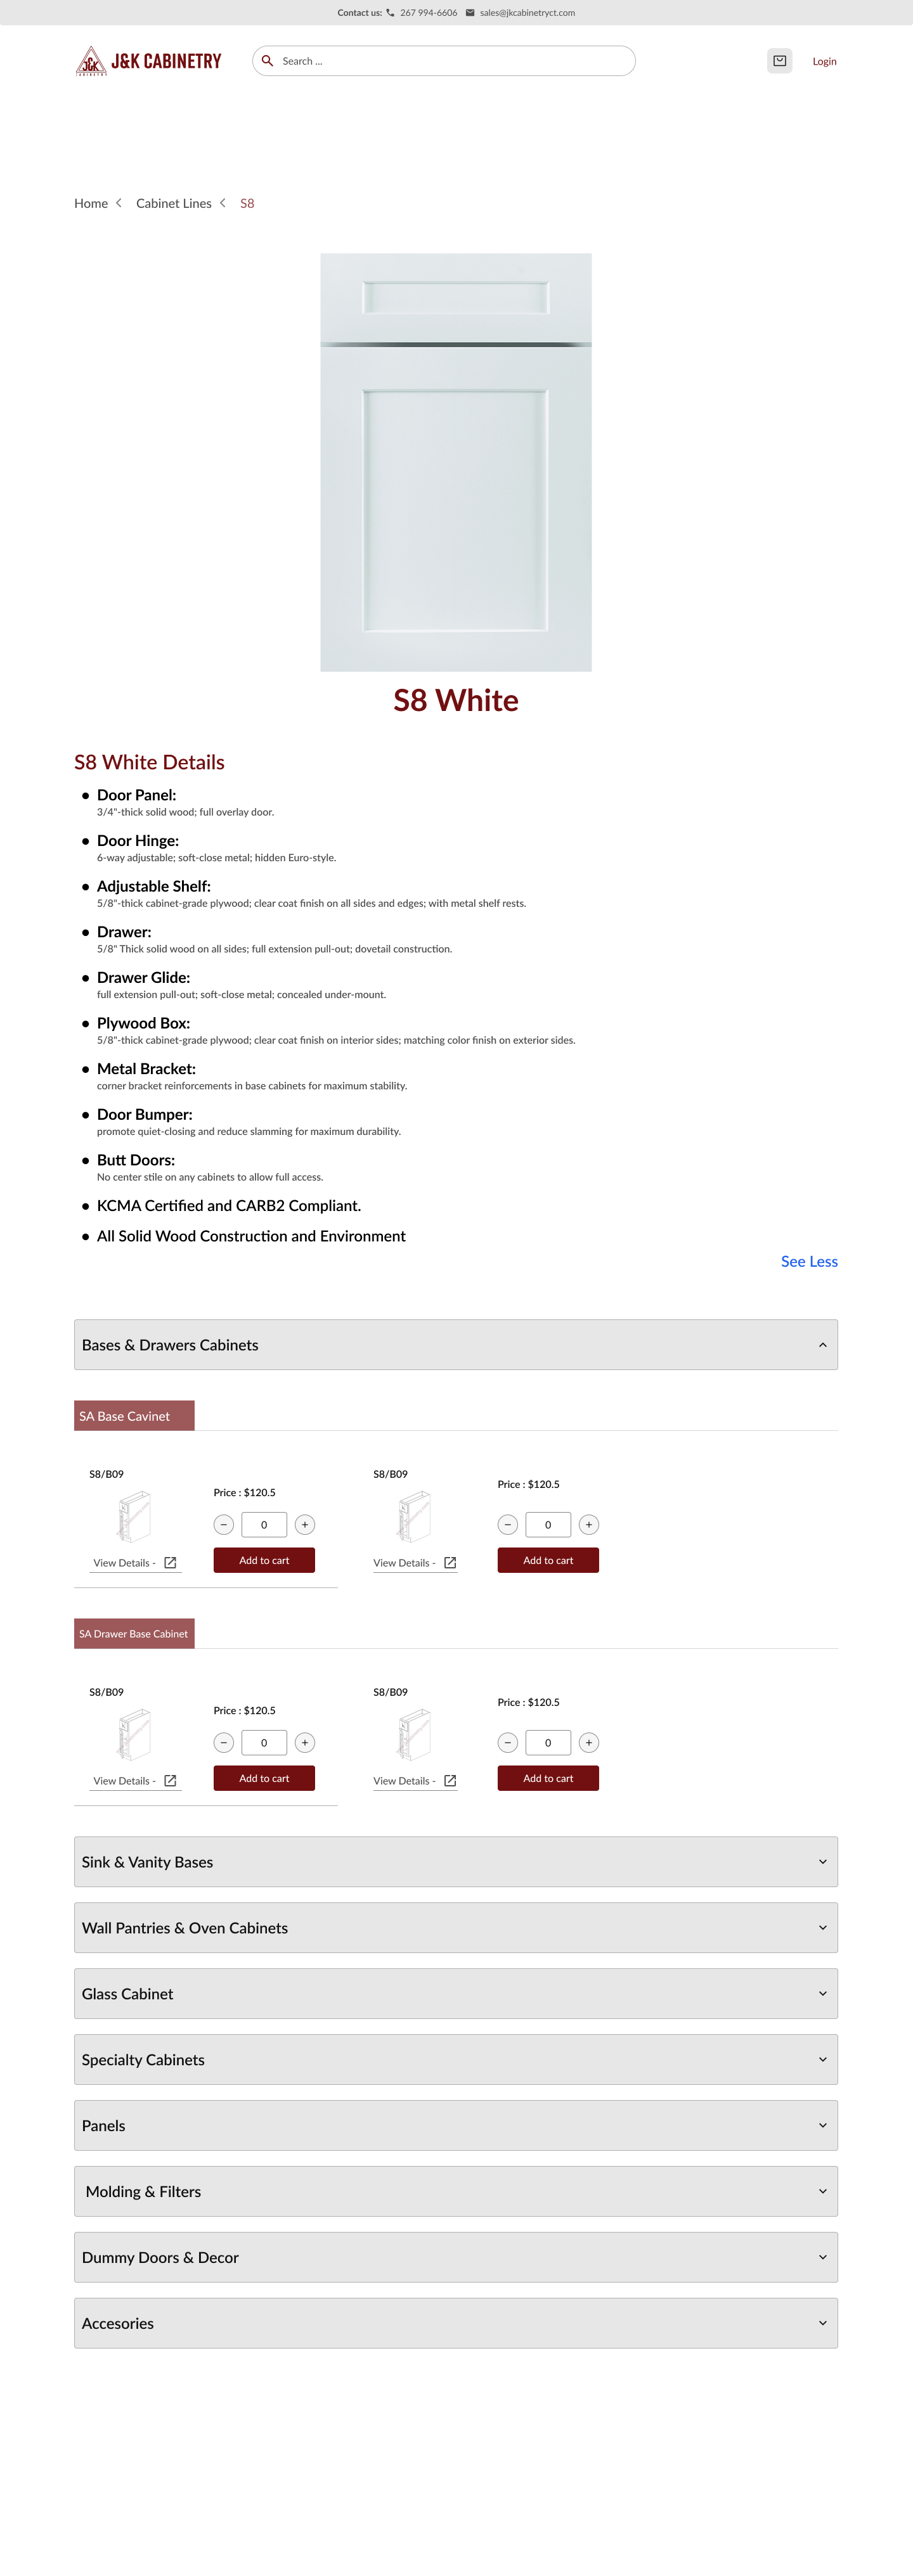 Contact us: 267 994-6606 sales@jkcabinetryct.com
J&K CABINETRY
Search ...
Login
Home Cabinet Lines S8
S8 White
S8 White Details
Door Panel:
3/4"-thick solid wood; full overlay door.
Door Hinge:
6-way adjustable; soft-close metal; hidden Euro-style.
Adjustable Shelf:
5/8"-thick cabinet-grade plywood; clear coat finish on all sides and edges; with metal shelf rests.
Drawer:
5/8" Thick solid wood on all sides; full extension pull-out; dovetail construction.
Drawer Glide:
full extension pull-out; soft-close metal; concealed under-mount.
Plywood Box:
5/8"-thick cabinet-grade plywood; clear coat finish on interior sides; matching color finish on exterior sides.
Metal Bracket:
corner bracket reinforcements in base cabinets for maximum stability.
Door Bumper:
promote quiet-closing and reduce slamming for maximum durability.
Butt Doors:
No center stile on any cabinets to allow full access.
KCMA Certified and CARB2 Compliant.
All Solid Wood Construction and Environment
See Less
Bases & Drawers Cabinets
SA Base Cavinet
S8/B09
Price : $120.5
0
View Details -
Add to cart
S8/B09
Price : $120.5
0
View Details -
Add to cart
SA Drawer Base Cabinet
S8/B09
Price : $120.5
0
View Details -
Add to cart
S8/B09
Price : $120.5
0
View Details -
Add to cart
Sink & Vanity Bases
Wall Pantries & Oven Cabinets
Glass Cabinet
Specialty Cabinets
Panels
Molding & Filters
Dummy Doors & Decor
Accesories